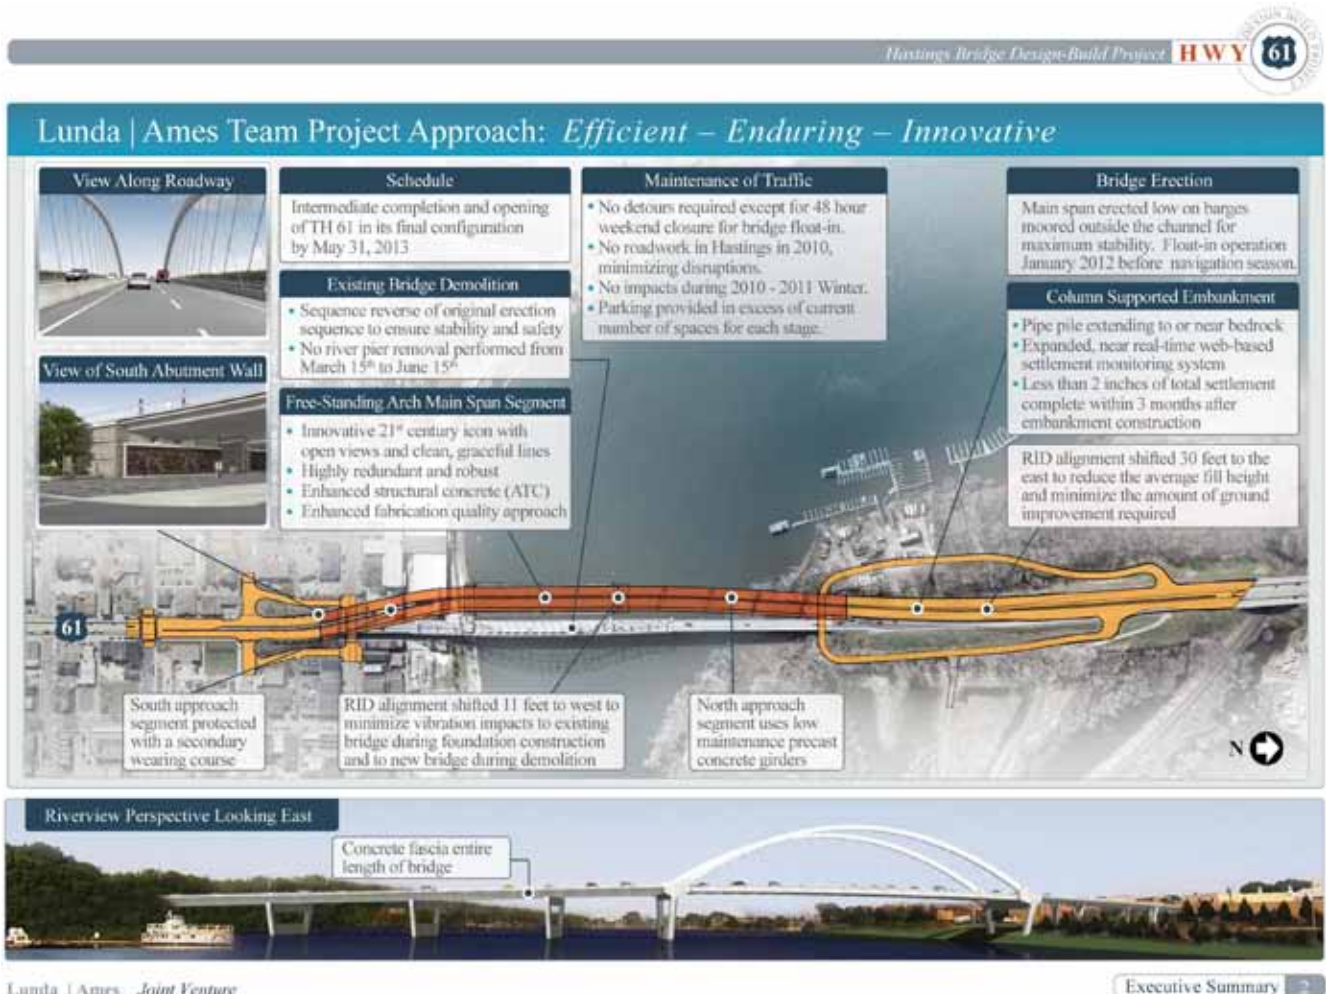 Hastings Bridge Design-Build Project HWY 61
Lunda | Ames Team Project Approach: Efficient – Enduring – Innovative
View Along Roadway
View of South Abutment Wall
Schedule
Intermediate completion and opening
of TH 61 in its final configuration
by May 31, 2013
Existing Bridge Demolition
• Sequence reverse of original erection
sequence to ensure stability and safety
• No river pier removal performed from
March 15th to June 15th
Free-Standing Arch Main Span Segment
• Innovative 21st century icon with
open views and clean, graceful lines
• Highly redundant and robust
• Enhanced structural concrete (ATC)
• Enhanced fabrication quality approach
Maintenance of Traffic
• No detours required except for 48 hour
weekend closure for bridge float-in.
• No roadwork in Hastings in 2010,
minimizing disruptions.
• No impacts during 2010 - 2011 Winter.
• Parking provided in excess of current
number of spaces for each stage.
Bridge Erection
Main span erected low on barges
moored outside the channel for
maximum stability. Float-in operation
January 2012 before navigation season.
Column Supported Embankment
• Pipe pile extending to or near bedrock
• Expanded, near real-time web-based
settlement monitoring system
• Less than 2 inches of total settlement
complete within 3 months after
embankment construction
RID alignment shifted 30 feet to the
east to reduce the average fill height
and minimize the amount of ground
improvement required
61
South approach
segment protected
with a secondary
wearing course
RID alignment shifted 11 feet to west to
minimize vibration impacts to existing
bridge during foundation construction
and to new bridge during demolition
North approach
segment uses low
maintenance precast
concrete girders
N
Riverview Perspective Looking East
Concrete fascia entire
length of bridge
Lunda | Ames Joint Venture
Executive Summary 2